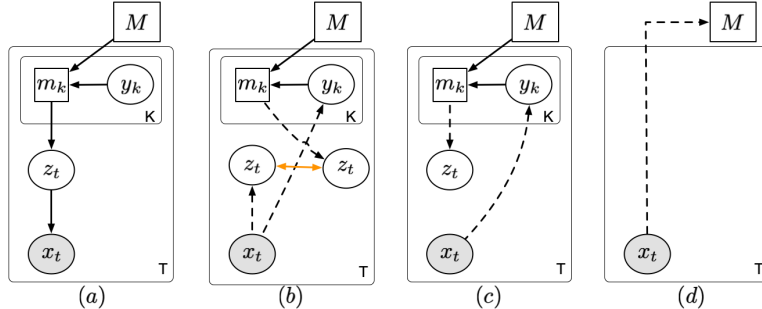 M M M M
m_k y_k m_k y_k m_k y_k
K K K
z_t z_t z_t z_t
x_t x_t x_t x_t
T T T T
(a) (b) (c) (d)